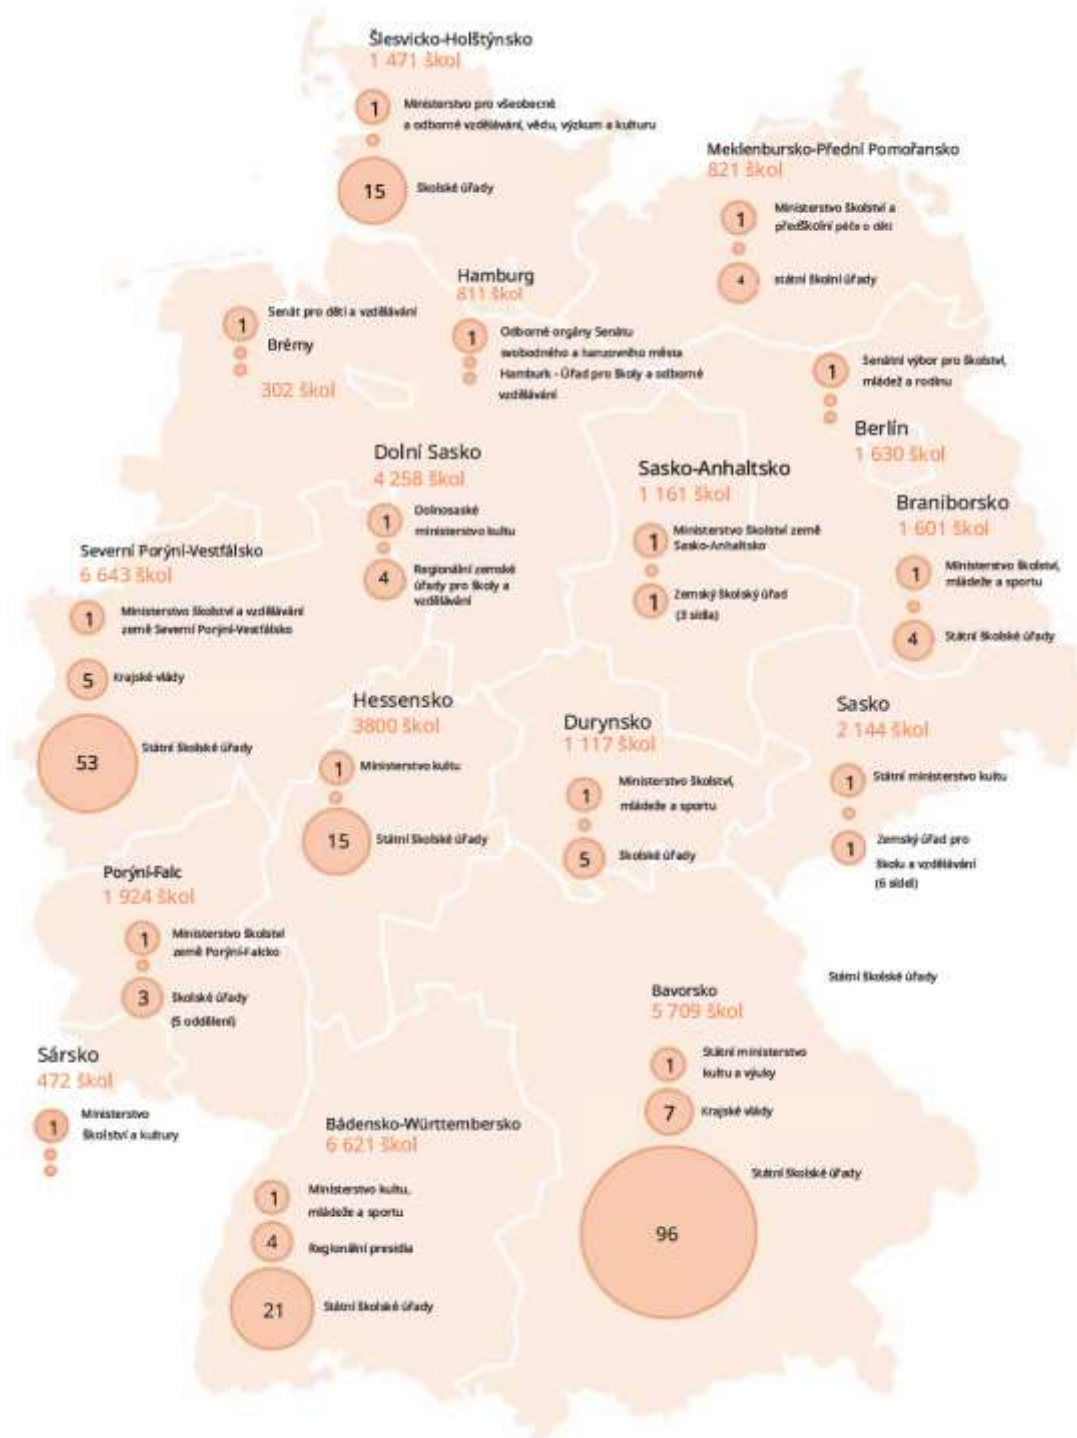 Šlesvicko-Holštýnsko
1 471 škol
1
Ministerstvo pro všeobecné
a odborné vzdělávání, vědu, výzkum a kulturu
15
školské úřady
Meklenbursko-Přední Pomořansko
821 škol
1
Ministerstvo školství a
předškolní péče o děti
4
státní školní úřady
Hamburg
811 škol
1
Odborné orgány Senátu
svobodného a hanzovního města
Hamburk - Úřad pro školy a odborné
vzdělávání
1
Senát pro děti a vzdělávání
Brémy
302 škol
1
Senátní výbor pro školství,
mládež a rodinu
Berlín
1 630 škol
Dolní Sasko
4 258 škol
1
Dolnosaské
ministerstvo kultu
4
Regionální zemské
úřady pro školy a
vzdělávání
Sasko-Anhaltsko
1 161 škol
1
Ministerstvo školství země
Sasko-Anhaltsko
1
Zemský školský úřad
(3 sídla)
Braniborsko
1 601 škol
1
Ministerstvo školství,
mládeže a sportu
4
Státní školské úřady
Severní Porýní-Vestfálsko
6 643 škol
1
Ministerstvo školství a vzdělávání
země Severní Porýní-Vestfálsko
5
Krajské vlády
53
Státní školské úřady
Hessensko
3800 škol
1
Ministerstvo kultu
15
Státní školské úřady
Durynsko
1 117 škol
1
Ministerstvo školství,
mládeže a sportu
5
školské úřady
Sasko
2 144 škol
1
Státní ministerstvo kultu
1
Zemský úřad pro
školu a vzdělávání
(6 sídel)
Porýní-Falc
1 924 škol
1
Ministerstvo školství
země Porýní-Falcko
3
školské úřady
(5 oddělení)
Státní školské úřady
Bavorsko
5 709 škol
1
Státní ministerstvo
kultu a výuky
7
Krajské vlády
96
Státní školské úřady
Sársko
472 škol
1
Ministerstvo
školství a kultury
Bádensko-Württembersko
6 621 škol
1
Ministerstvo kultu,
mládeže a sportu
4
Regionální presidia
21
Státní školské úřady